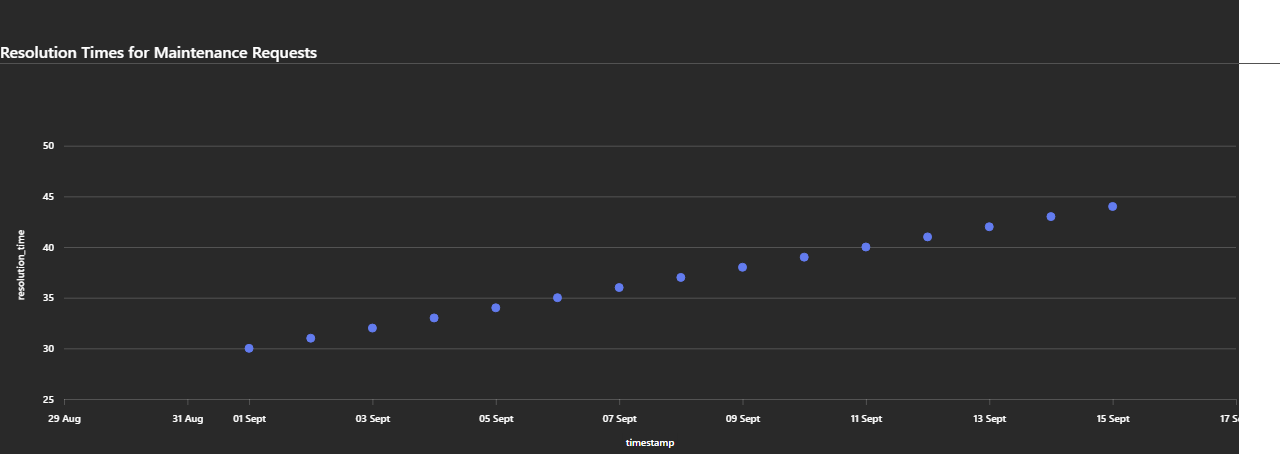 Resolution Times for Maintenance Requests
50
45
40
35
30
25
resolution_time
29 Aug 31 Aug 01 Sept 03 Sept 05 Sept 07 Sept 09 Sept 11 Sept 13 Sept 15 Sept 17 S
timestamp